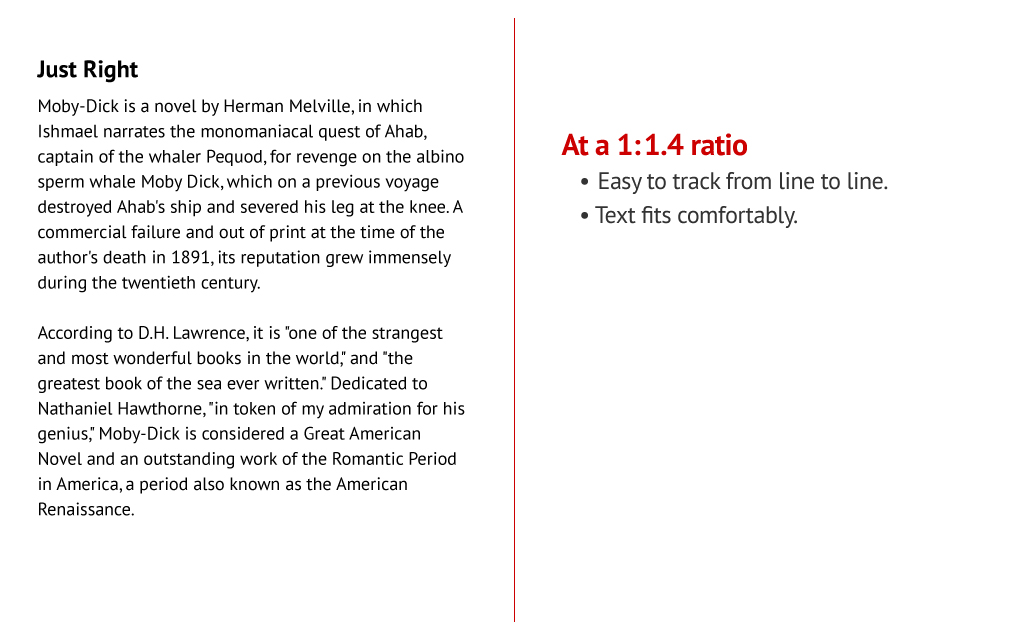 Just Right
Moby-Dick is a novel by Herman Melville, in which
Ishmael narrates the monomaniacal quest of Ahab,
captain of the whaler Pequod, for revenge on the albino
sperm whale Moby Dick, which on a previous voyage
destroyed Ahab's ship and severed his leg at the knee. A
commercial failure and out of print at the time of the
author's death in 1891, its reputation grew immensely
during the twentieth century.
According to D.H. Lawrence, it is "one of the strangest
and most wonderful books in the world," and "the
greatest book of the sea ever written." Dedicated to
Nathaniel Hawthorne, "in token of my admiration for his
genius," Moby-Dick is considered a Great American
Novel and an outstanding work of the Romantic Period
in America, a period also known as the American
Renaissance.
At a 1:1.4 ratio
• Easy to track from line to line.
• Text fits comfortably.